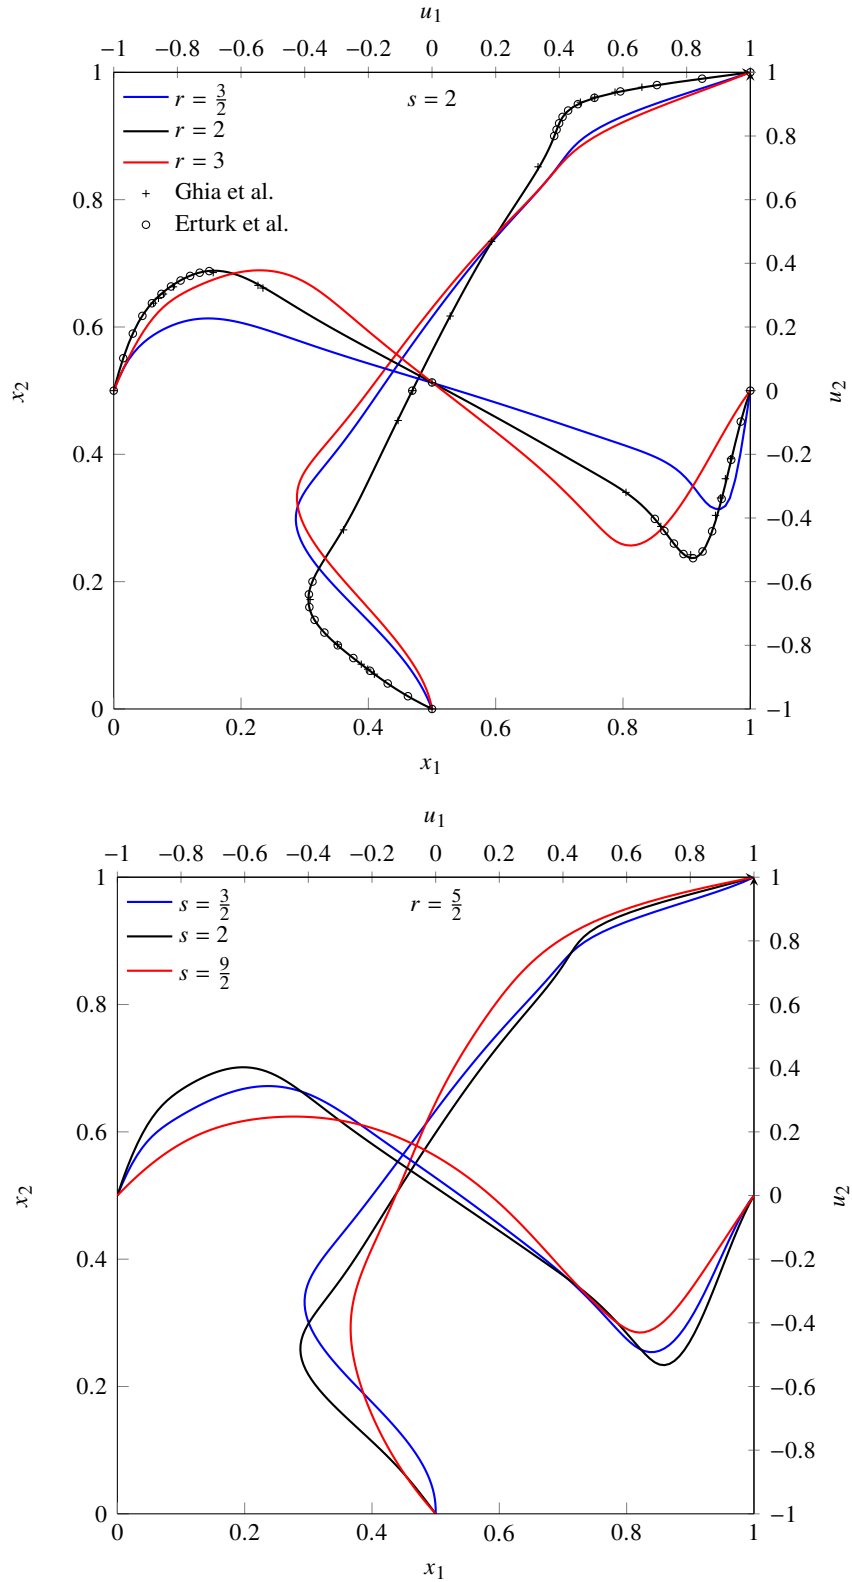 u₁
−1 −0.8 −0.6 −0.4 −0.2 0 0.2 0.4 0.6 0.8 1
r = 3/2
s = 2
r = 2
r = 3
Ghia et al.
Erturk et al.
1
0.8
0.6
0.4
0.2
0
x₂
1
0.8
0.6
0.4
0.2
0
−0.2
−0.4
−0.6
−0.8
−1
u₂
0 0.2 0.4 0.6 0.8 1
x₁
u₁
−1 −0.8 −0.6 −0.4 −0.2 0 0.2 0.4 0.6 0.8 1
s = 3/2
r = 5/2
s = 2
s = 9/2
1
0.8
0.6
0.4
0.2
0
x₂
1
0.8
0.6
0.4
0.2
0
−0.2
−0.4
−0.6
−0.8
−1
u₂
0 0.2 0.4 0.6 0.8 1
x₁